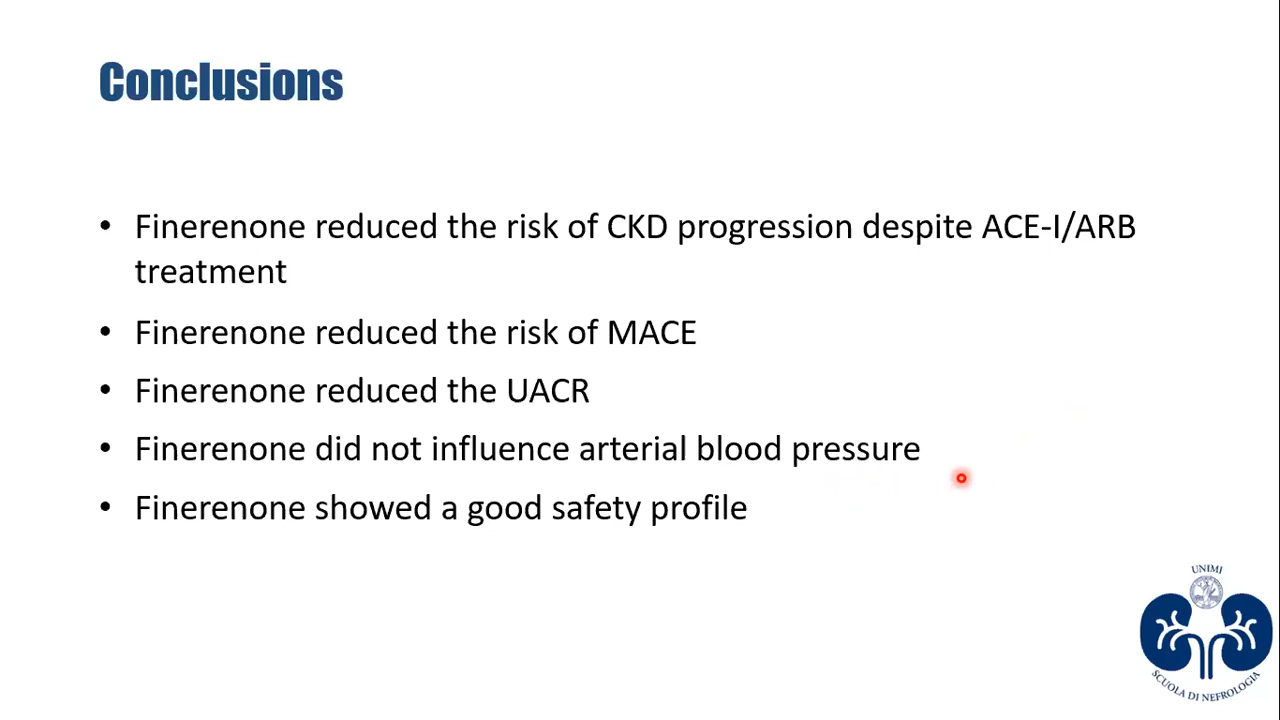 Conclusions
• Finerenone reduced the risk of CKD progression despite ACE-I/ARB
treatment
• Finerenone reduced the risk of MACE
• Finerenone reduced the UACR
• Finerenone did not influence arterial blood pressure
• Finerenone showed a good safety profile
UNIMI
SCUOLA DI NEFROLOGIA